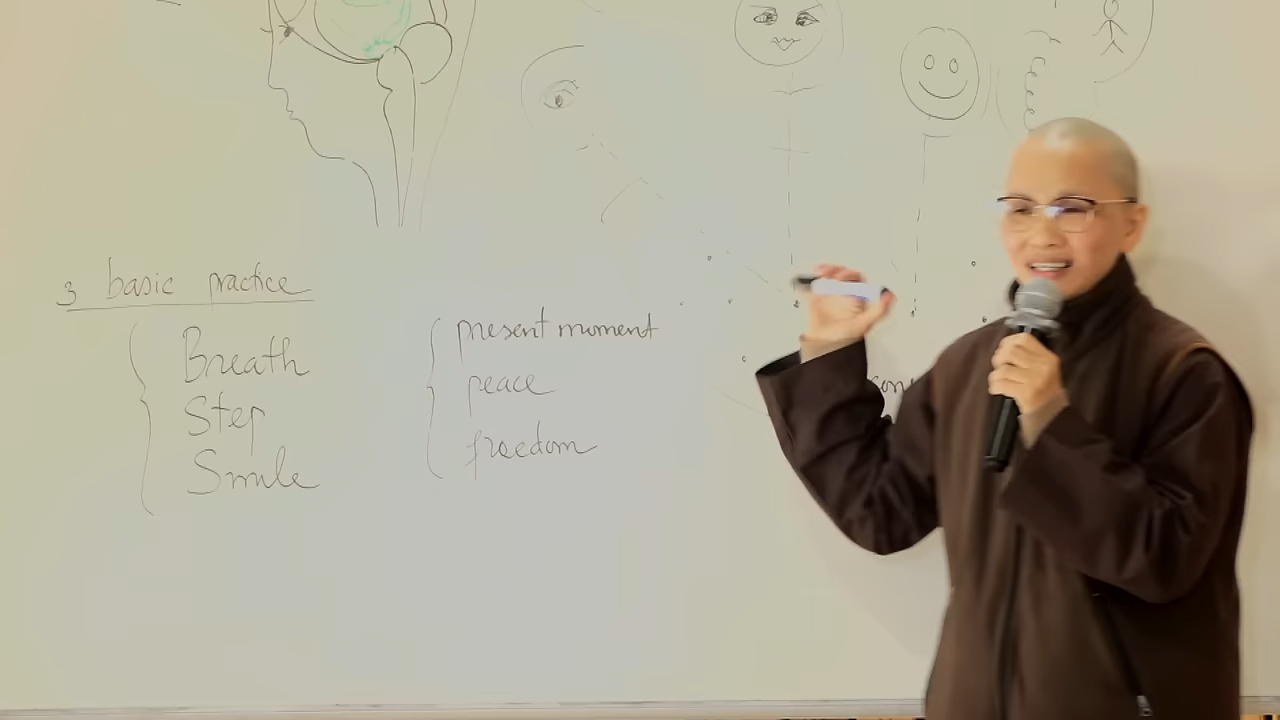 3 basic practice
Breath
Step
Smile
present moment
peace
freedom